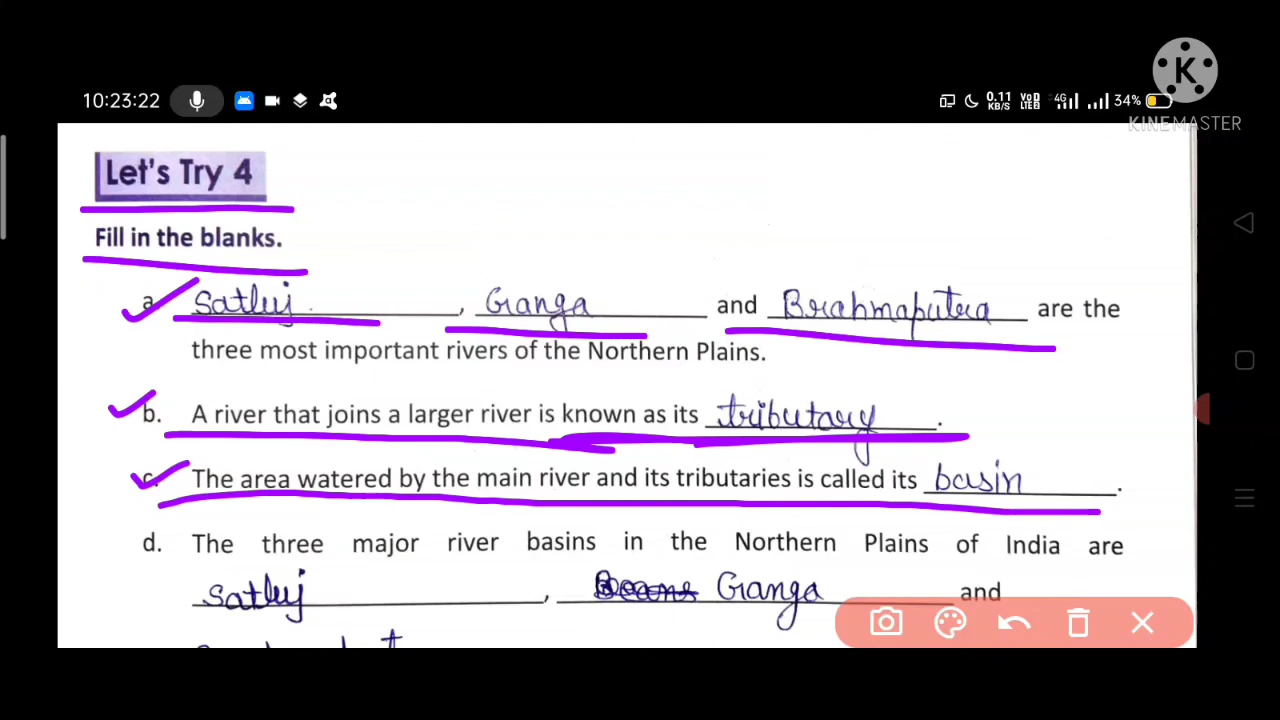 10:23:22 0.11 KB/S VoD LTE 4G 34%
KINEMASTER
Let's Try 4
Fill in the blanks.
a. Satluj, Ganga and Brahmaputra are the
three most important rivers of the Northern Plains.
b. A river that joins a larger river is known as its tributary.
c. The area watered by the main river and its tributaries is called its basin.
d. The three major river basins in the Northern Plains of India are
Satluj, Ganga and